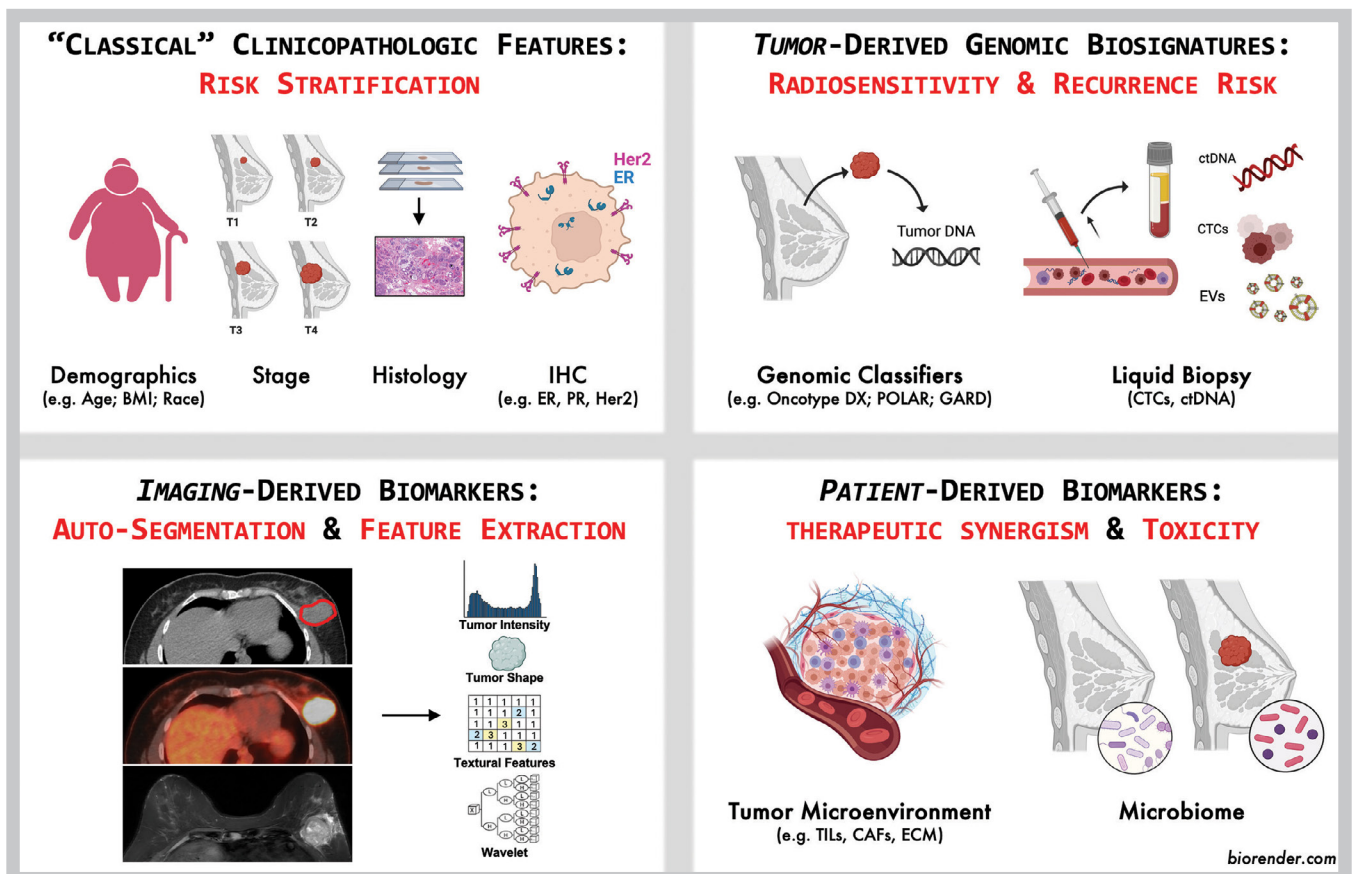 “CLASSICAL” CLINICOPATHOLOGIC FEATURES:
RISK STRATIFICATION
Her2
ER
T1
T2
T3
T4
Demographics
(e.g. Age; BMI; Race)
Stage
Histology
IHC
(e.g. ER, PR, Her2)
TUMOR-DERIVED GENOMIC BIOSIGNATURES:
RADIOSENSITIVITY & RECURRENCE RISK
Tumor DNA
ctDNA
CTCs
EVs
Genomic Classifiers
(e.g. Oncotype DX; POLAR; GARD)
Liquid Biopsy
(CTCs, ctDNA)
IMAGING-DERIVED BIOMARKERS:
AUTO-SEGMENTATION & FEATURE EXTRACTION
Tumor Intensity
Tumor Shape
1 1 1 1 1
1 1 1 2 1
1 1 3 1 1
2 3 1 1 1
1 1 1 3 2
Textural Features
X
L
H
L
H
L
H
L
H
L
H
L
H
L
H
Wavelet
PATIENT-DERIVED BIOMARKERS:
THERAPEUTIC SYNERGISM & TOXICITY
Tumor Microenvironment
(e.g. TILs, CAFs, ECM)
Microbiome
biorender.com